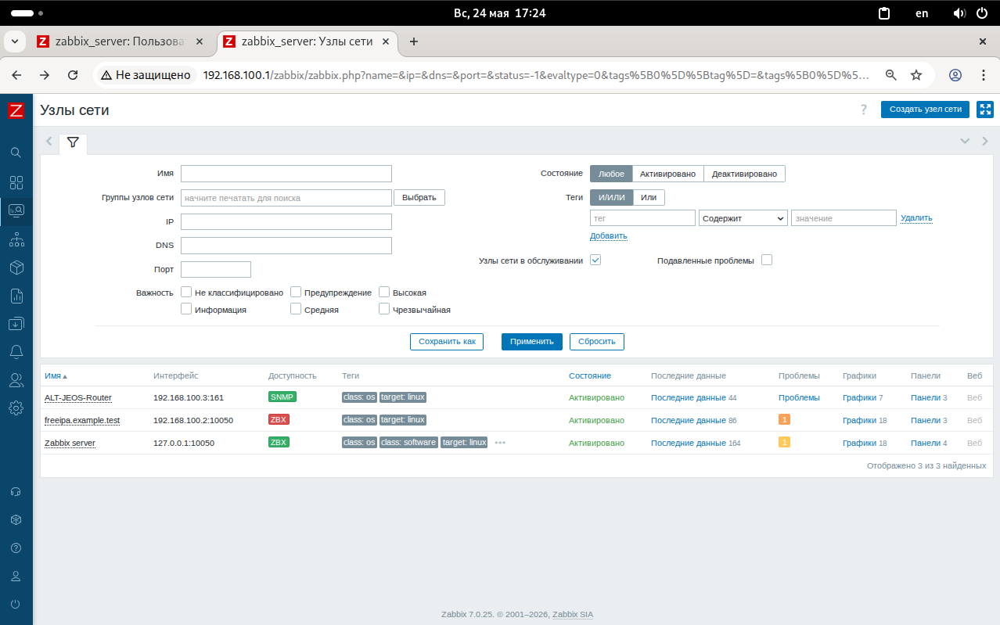 Вс, 24 мая 17:24
en
zabbix_server: Пользова
zabbix_server: Узлы сети
Не защищено
192.168.100.1/zabbix/zabbix.php?name=&ip=&dns=&port=&status=-1&evaltype=0&tags%5B0%5D%5Btag%5D=&tags%5B0%5D%5...
Z
Узлы сети
?
Создать узел сети
Имя
Состояние
Любое
Активировано
Деактивировано
Группы узлов сети
начните печатать для поиска
Выбрать
Теги
И/ИЛИ
Или
IP
тег
Содержит
значение
Удалить
Добавить
DNS
Узлы сети в обслуживании
Подавленные проблемы
Порт
Важность
Не классифицировано
Предупреждение
Высокая
Информация
Средняя
Чрезвычайная
Сохранить как
Применить
Сбросить
Имя Интерфейс Доступность Теги Состояние Последние данные Проблемы Графики Панели Веб
ALT-JEOS-Router 192.168.100.3:161 SNMP class: os target: linux Активировано Последние данные 44 Проблемы Графики 7 Панели 3 Веб
freeipa.example.test 192.168.100.2:10050 ZBX class: os target: linux Активировано Последние данные 86 1 Графики 18 Панели 3 Веб
Zabbix server 127.0.0.1:10050 ZBX class: os class: software target: linux ••• Активировано Последние данные 164 1 Графики 18 Панели 4 Веб
Отображено 3 из 3 найденных
Zabbix 7.0.25. © 2001–2026, Zabbix SIA